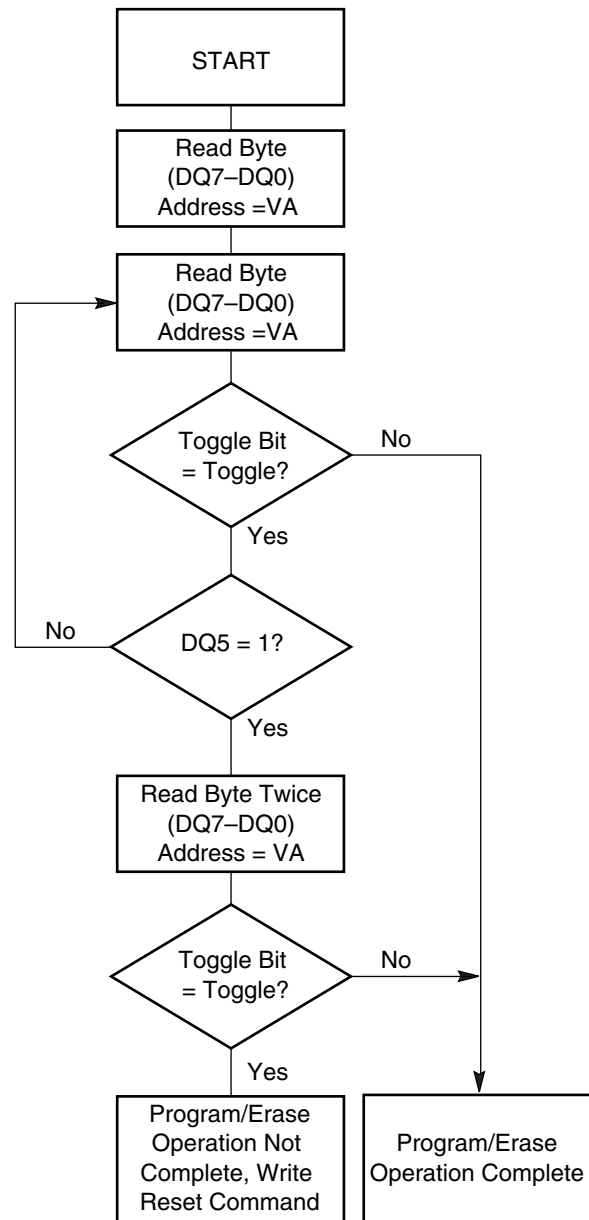 START
Read Byte
(DQ7–DQ0)
Address =VA
Read Byte
(DQ7–DQ0)
Address =VA
Toggle Bit
= Toggle?
No
Yes
No
DQ5 = 1?
Yes
Read Byte Twice
(DQ7–DQ0)
Address = VA
Toggle Bit
= Toggle?
No
Yes
Program/Erase
Operation Not
Complete, Write
Reset Command
Program/Erase
Operation Complete